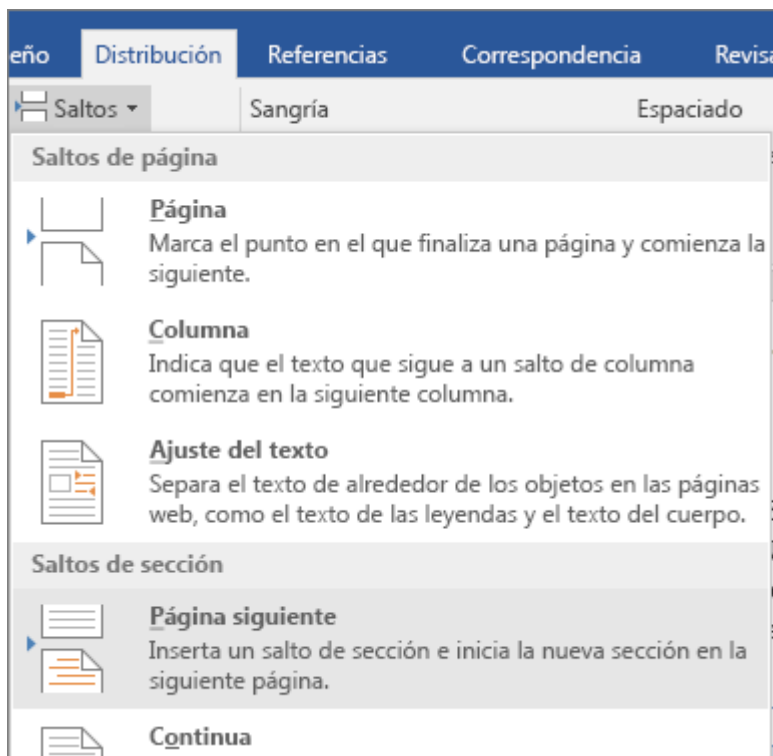 eño Distribución Referencias Correspondencia Revisa
Saltos Sangría Espaciado
Saltos de página
Página
Marca el punto en el que finaliza una página y comienza la
siguiente.
Columna
Indica que el texto que sigue a un salto de columna
comienza en la siguiente columna.
Ajuste del texto
Separa el texto de alrededor de los objetos en las páginas
web, como el texto de las leyendas y el texto del cuerpo.
Saltos de sección
Página siguiente
Inserta un salto de sección e inicia la nueva sección en la
siguiente página.
Continua